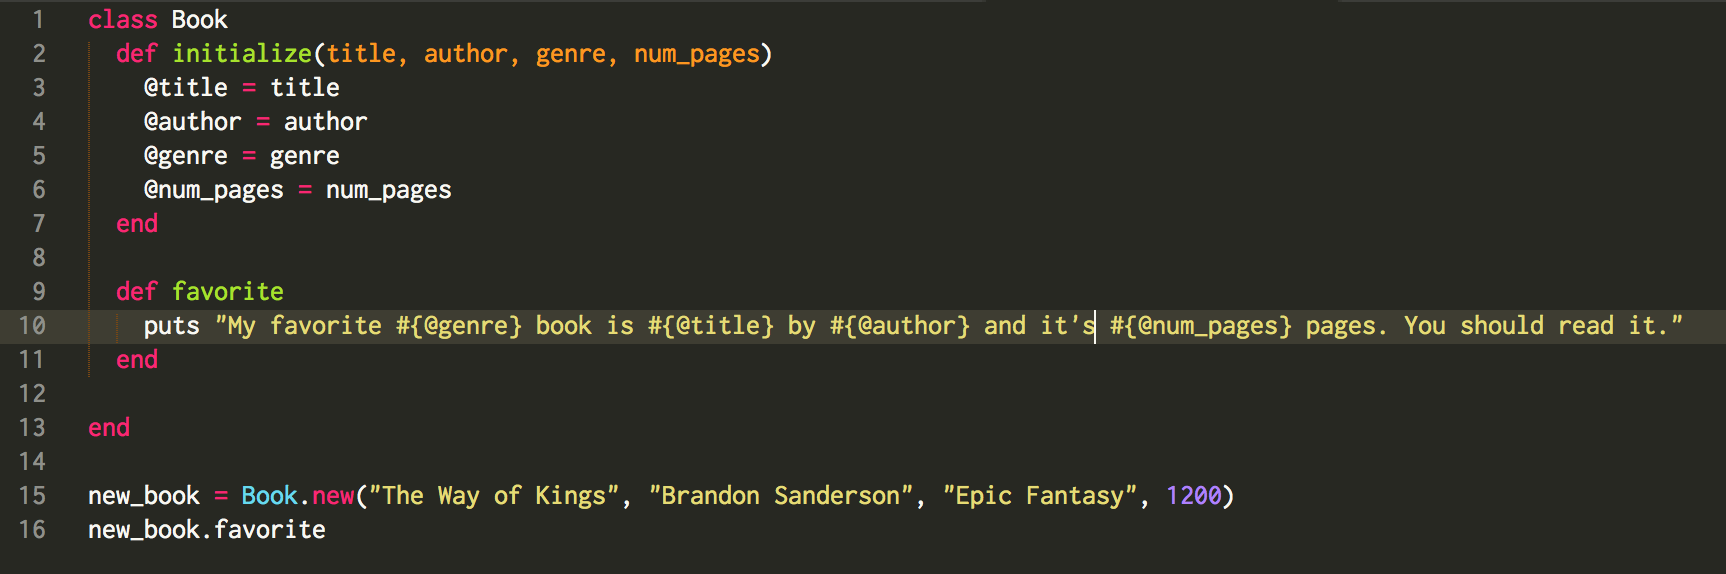 1 class Book
2 def initialize(title, author, genre, num_pages)
3 @title = title
4 @author = author
5 @genre = genre
6 @num_pages = num_pages
7 end
8
9 def favorite
10 puts "My favorite #{@genre} book is #{@title} by #{@author} and it's #{@num_pages} pages. You should read it."
11 end
12
13 end
14
15 new_book = Book.new("The Way of Kings", "Brandon Sanderson", "Epic Fantasy", 1200)
16 new_book.favorite